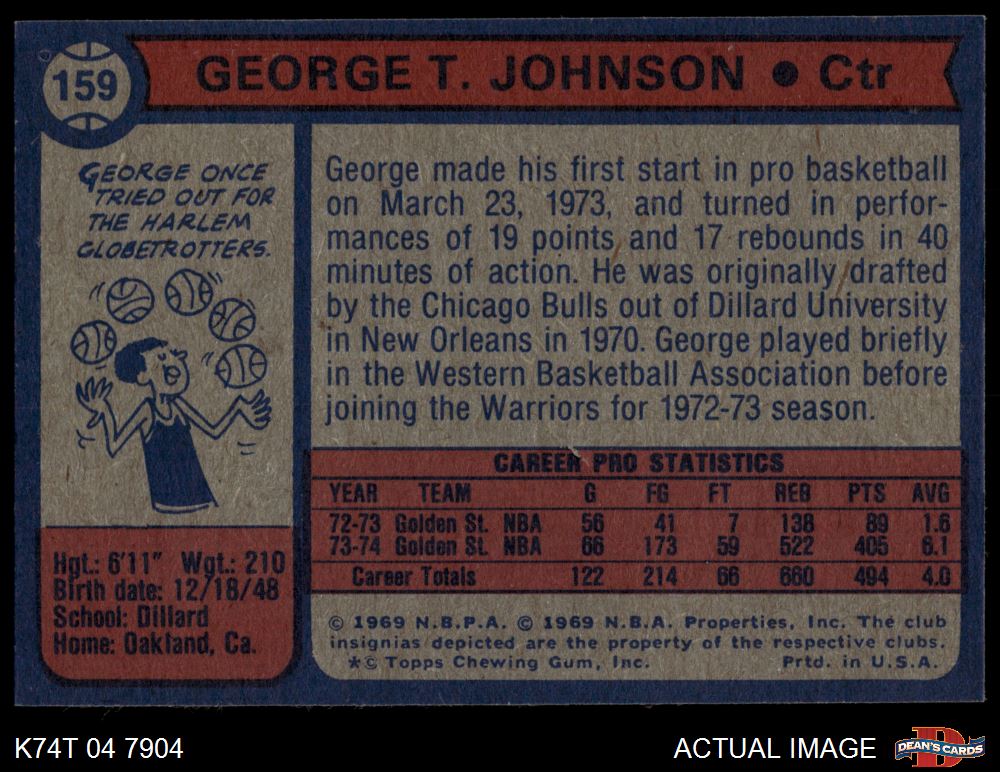 159
GEORGE T. JOHNSON ● Ctr
GEORGE ONCE
TRIED OUT FOR
THE HARLEM
GLOBETROTTERS.
Hgt.: 6'11" Wgt.: 210
Birth date: 12/18/48
School: Dillard
Home: Oakland, Ca.
George made his first start in pro basketball
on March 23, 1973, and turned in perfor-
mances of 19 points and 17 rebounds in 40
minutes of action. He was originally drafted
by the Chicago Bulls out of Dillard University
in New Orleans in 1970. George played briefly
in the Western Basketball Association before
joining the Warriors for 1972-73 season.
CAREER PRO STATISTICS
YEAR TEAM G FG FT REB PTS AVG
72-73 Golden St. NBA 56 41 7 138 89 1.6
73-74 Golden St. NBA 66 173 59 522 405 6.1
Career Totals 122 214 66 660 494 4.0
© 1969 N.B.P.A. © 1969 N.B.A. Properties, Inc. The club
insignias depicted are the property of the respective clubs.
*© Topps Chewing Gum, Inc. Prtd. in U.S.A.
K74T 04 7904
ACTUAL IMAGE
D
DEAN'S CARDS